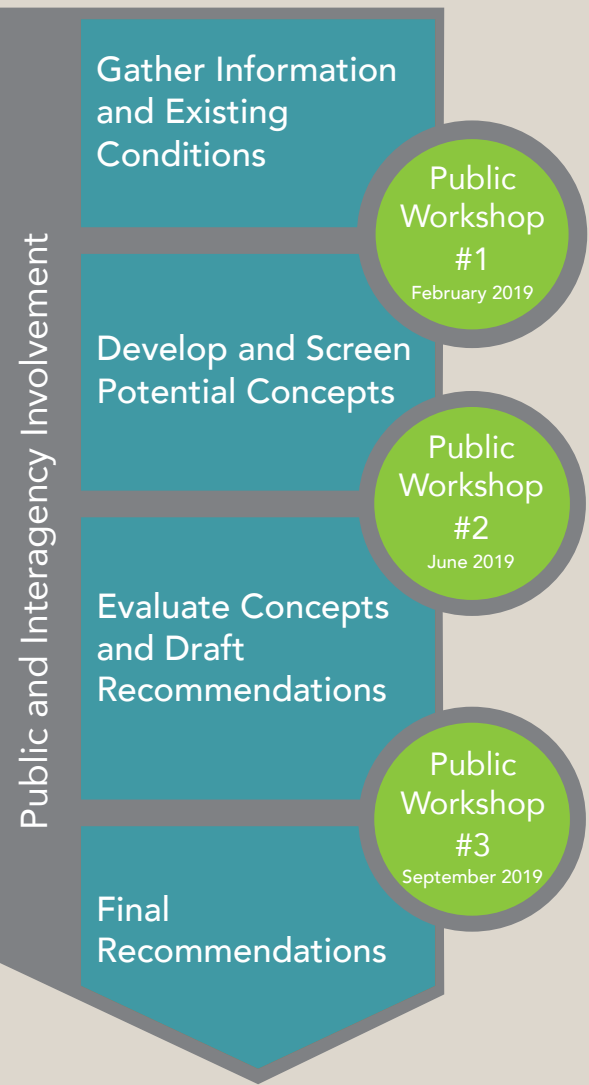 Public and Interagency Involvement
Gather Information
and Existing
Conditions
Public
Workshop
#1
February 2019
Develop and Screen
Potential Concepts
Public
Workshop
#2
June 2019
Evaluate Concepts
and Draft
Recommendations
Public
Workshop
#3
September 2019
Final
Recommendations